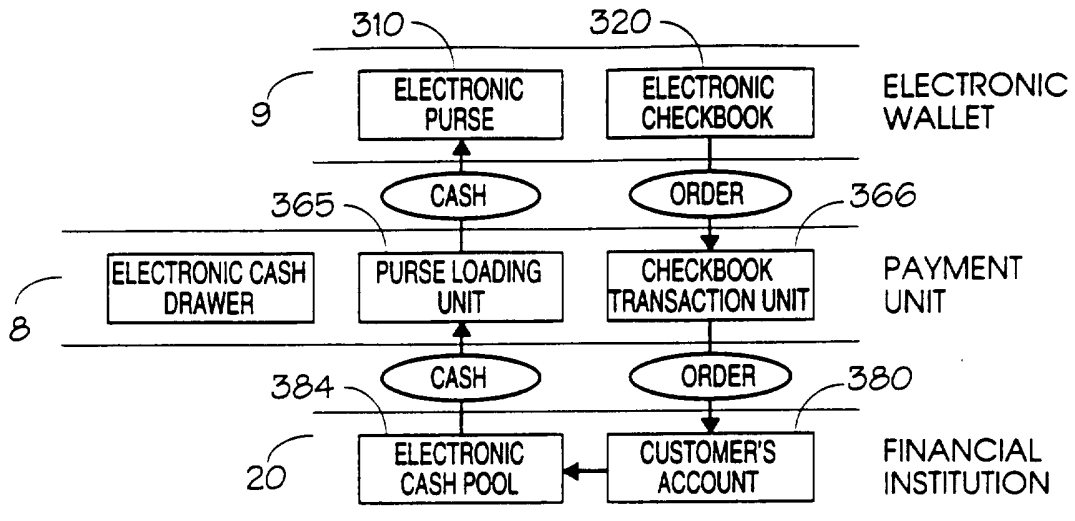 310
320
9
ELECTRONIC
PURSE
ELECTRONIC
CHECKBOOK
ELECTRONIC
WALLET
CASH
ORDER
365
366
8
ELECTRONIC CASH
DRAWER
PURSE LOADING
UNIT
CHECKBOOK
TRANSACTION UNIT
PAYMENT
UNIT
CASH
ORDER
384
380
20
ELECTRONIC
CASH POOL
CUSTOMER'S
ACCOUNT
FINANCIAL
INSTITUTION